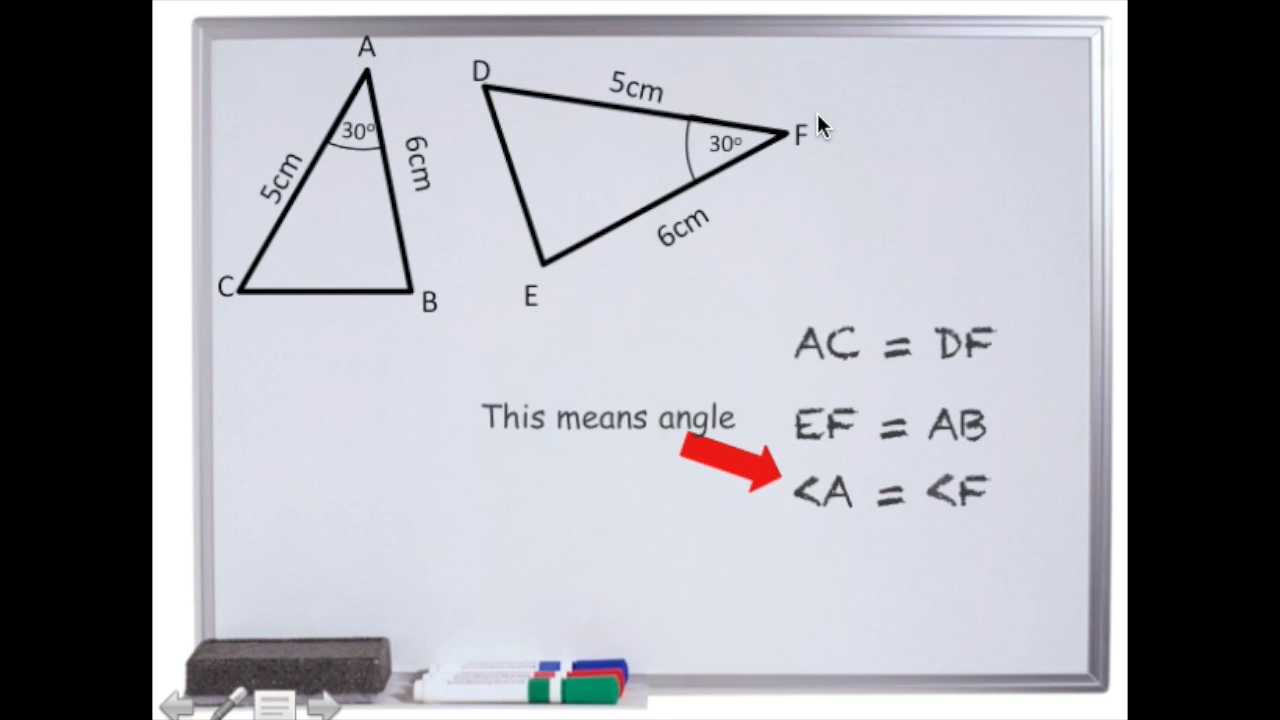 A
30°
5cm
6cm
C
B
D
5cm
30°
F
6cm
E
AC = DF
This means angle
EF = AB
<A = <F